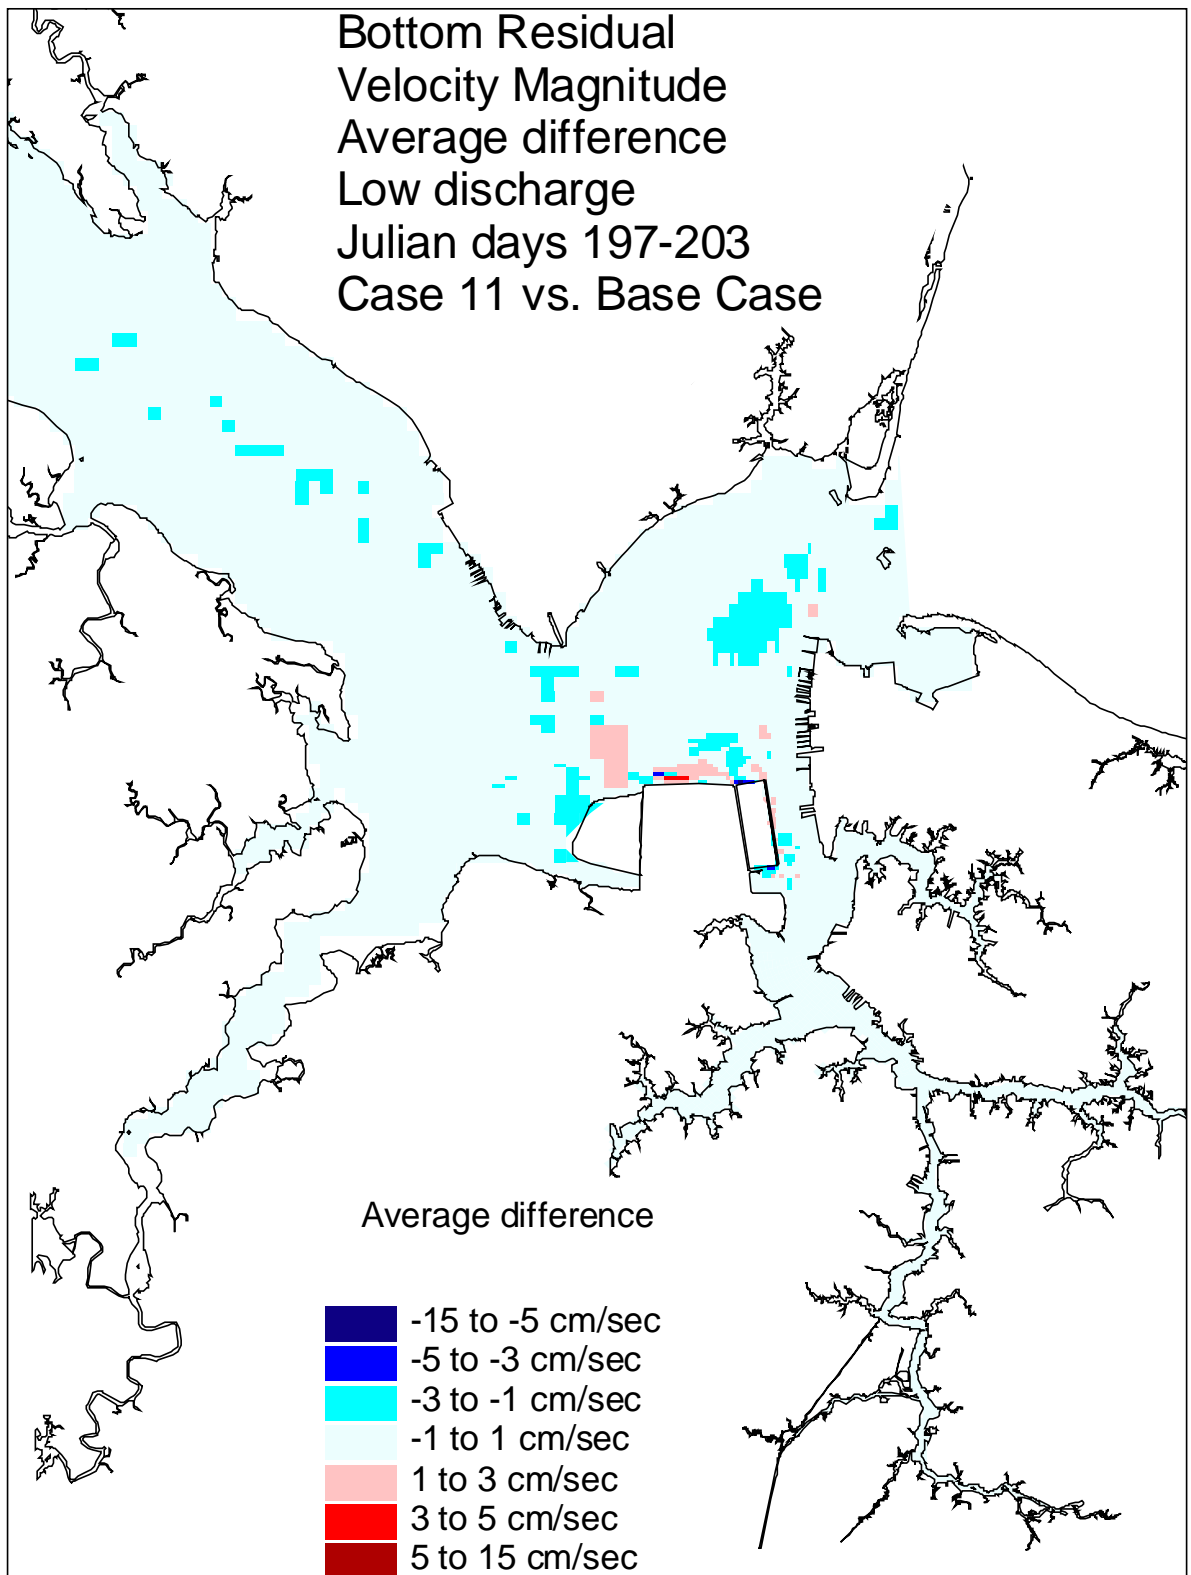 Bottom Residual
Velocity Magnitude
Average difference
Low discharge
Julian days 197-203
Case 11 vs. Base Case
Average difference
-15 to -5 cm/sec
-5 to -3 cm/sec
-3 to -1 cm/sec
-1 to 1 cm/sec
1 to 3 cm/sec
3 to 5 cm/sec
5 to 15 cm/sec